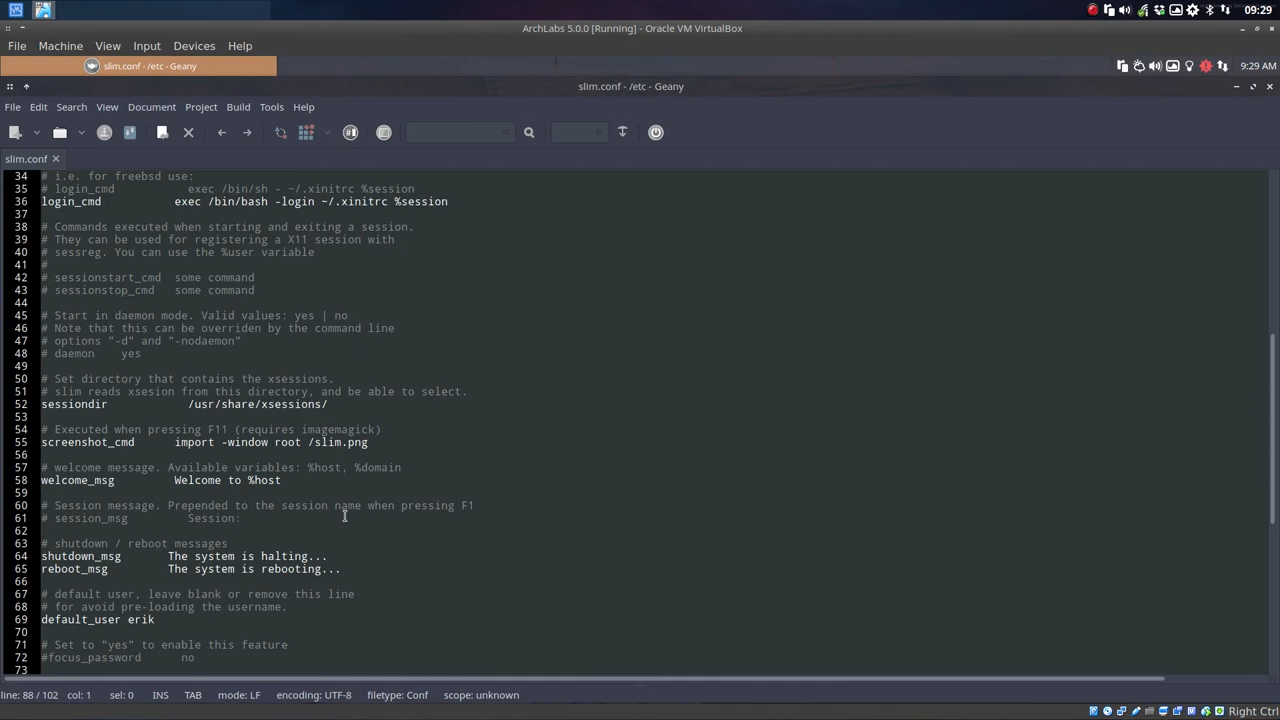 09:29
ArchLabs 5.0.0 [Running] - Oracle VM VirtualBox
File Machine View Input Devices Help
slim.conf - /etc - Geany
9:29 AM
slim.conf - /etc - Geany
File Edit Search View Document Project Build Tools Help
slim.conf
34 # i.e. for freebsd use:
35 # login_cmd exec /bin/sh - ~/.xinitrc %session
36 login_cmd exec /bin/bash -login ~/.xinitrc %session
37
38 # Commands executed when starting and exiting a session.
39 # They can be used for registering a X11 session with
40 # sessreg. You can use the %user variable
41 #
42 # sessionstart_cmd some command
43 # sessionstop_cmd some command
44
45 # Start in daemon mode. Valid values: yes | no
46 # Note that this can be overriden by the command line
47 # options "-d" and "-nodaemon"
48 # daemon yes
49
50 # Set directory that contains the xsessions.
51 # slim reads xsesion from this directory, and be able to select.
52 sessiondir /usr/share/xsessions/
53
54 # Executed when pressing F11 (requires imagemagick)
55 screenshot_cmd import -window root /slim.png
56
57 # welcome message. Available variables: %host, %domain
58 welcome_msg Welcome to %host
59
60 # Session message. Prepended to the session name when pressing F1
61 # session_msg Session:
62
63 # shutdown / reboot messages
64 shutdown_msg The system is halting...
65 reboot_msg The system is rebooting...
66
67 # default user, leave blank or remove this line
68 # for avoid pre-loading the username.
69 default_user erik
70
71 # Set to "yes" to enable this feature
72 #focus_password no
73
line: 88 / 102 col: 1 sel: 0 INS TAB mode: LF encoding: UTF-8 filetype: Conf scope: unknown
Right Ctrl